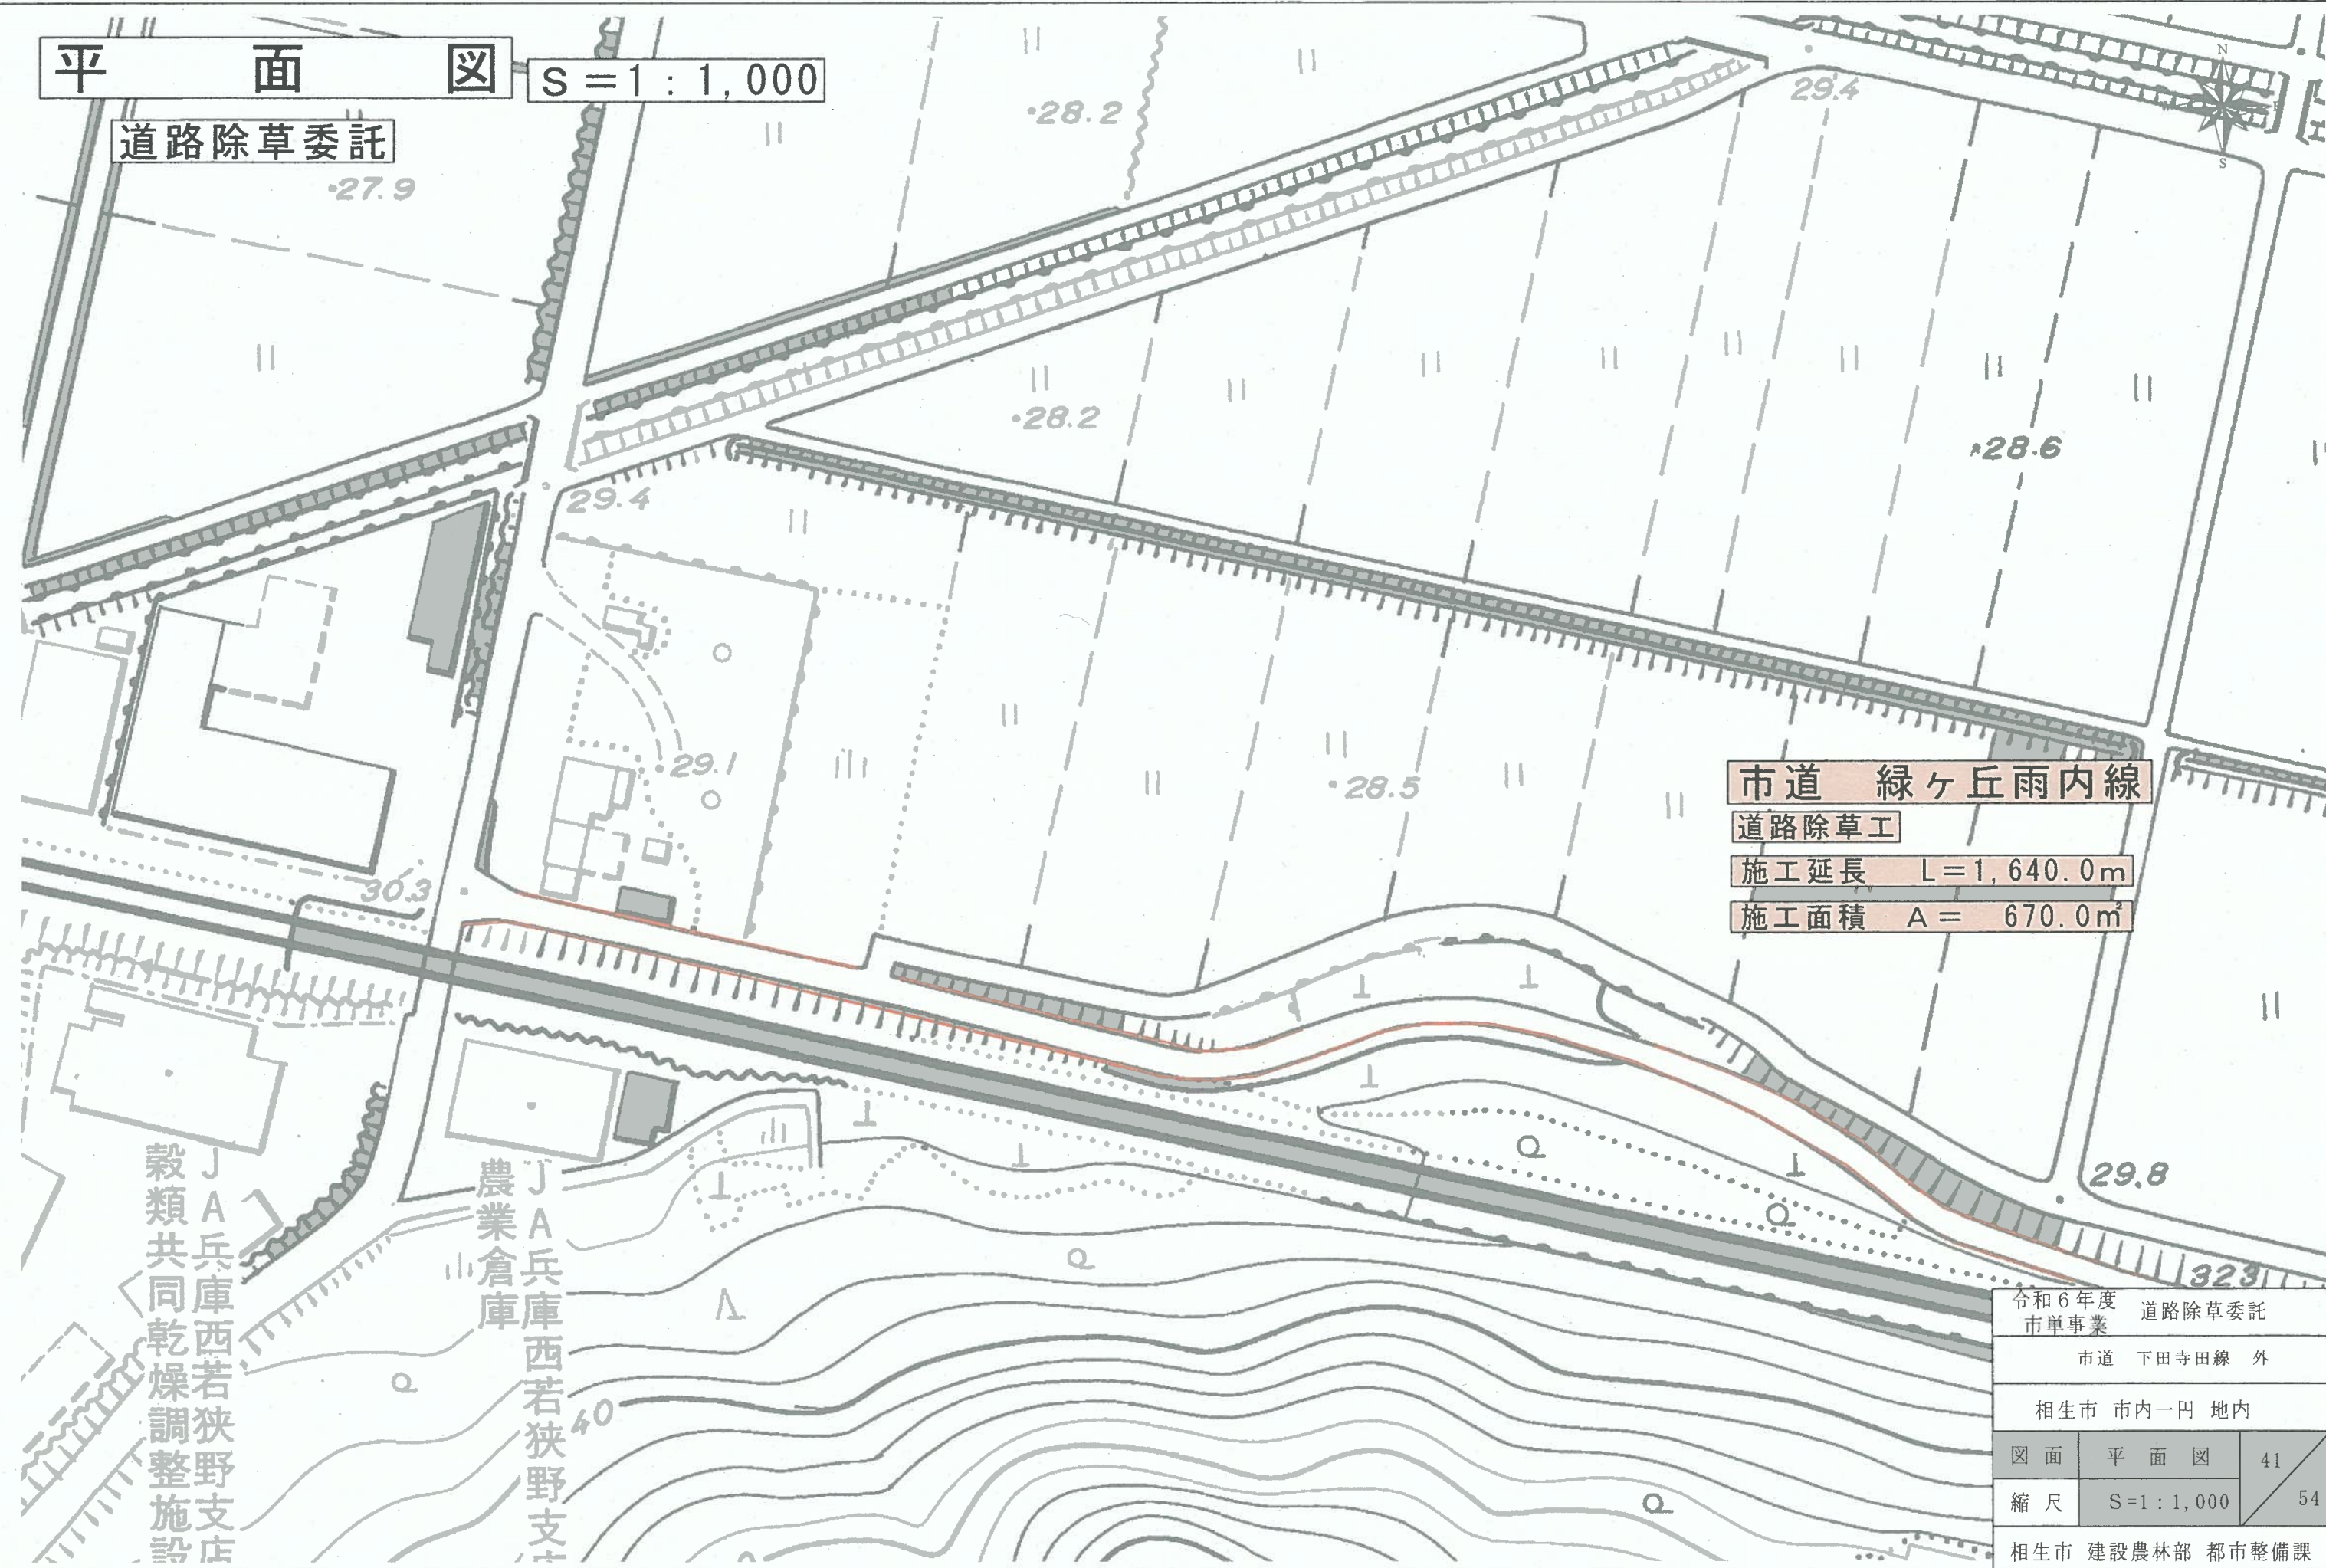 平面図
S=1:1,000
道路除草委託
27.9
28.2
29.4
N
S
28.2
28.6
29.4
29.1
28.5
市道 緑ヶ丘雨内線
道路除草工
施工延長 L=1,640.0m
施工面積 A= 670.0㎡
30.3
29.8
323
40
JA兵庫西若狭野支店
穀類共同乾燥調整施設
JA兵庫西若狭野支店
農業倉庫
令和6年度
市単事業
道路除草委託
市道 下田寺田線 外
相生市 市内一円 地内
図面 平面図 41/54
縮尺 S=1:1,000
相生市 建設農林部 都市整備課